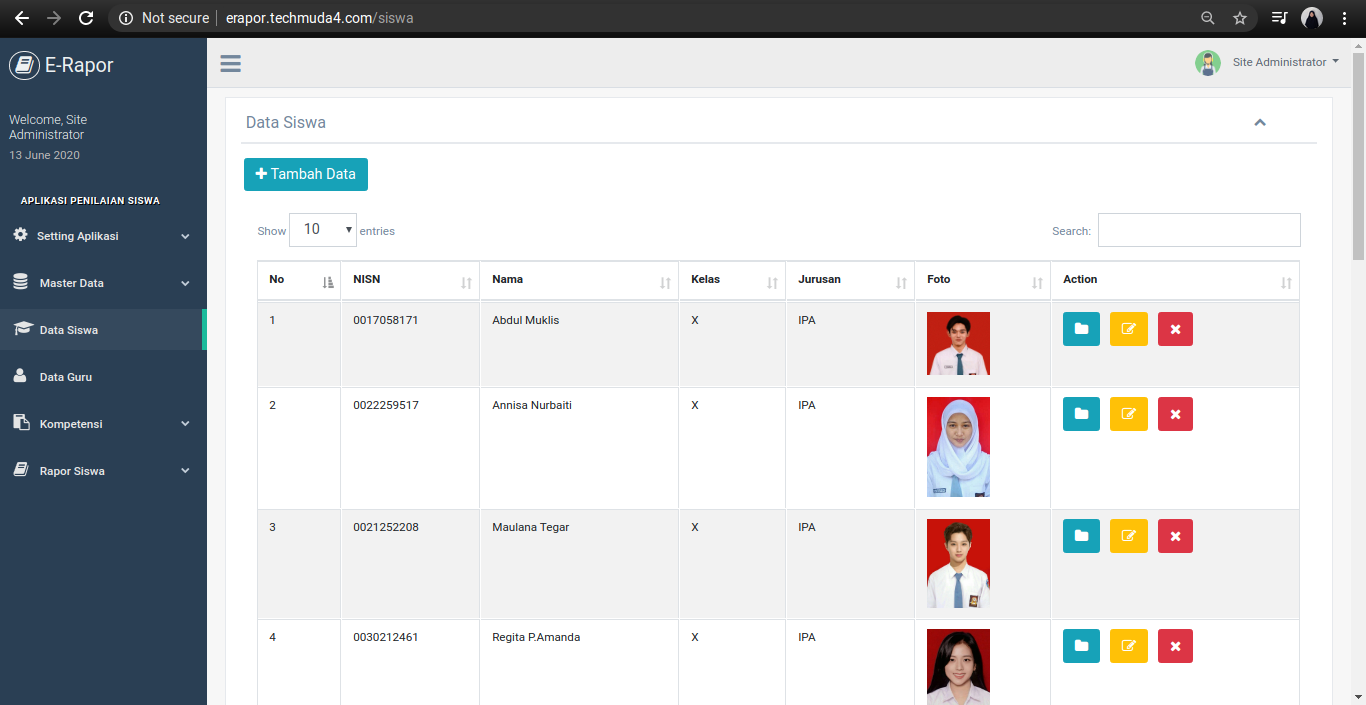 Not secure erapor.techmuda4.com/siswa
E-Rapor
Welcome, Site
Administrator
13 June 2020
APLIKASI PENILAIAN SISWA
Setting Aplikasi
Master Data
Data Siswa
Data Guru
Kompetensi
Rapor Siswa
Site Administrator
Data Siswa
Tambah Data
Show 10 entries Search:
No NISN Nama Kelas Jurusan Foto Action
1 0017058171 Abdul Muklis X IPA
2 0022259517 Annisa Nurbaiti X IPA
3 0021252208 Maulana Tegar X IPA
4 0030212461 Regita P.Amanda X IPA